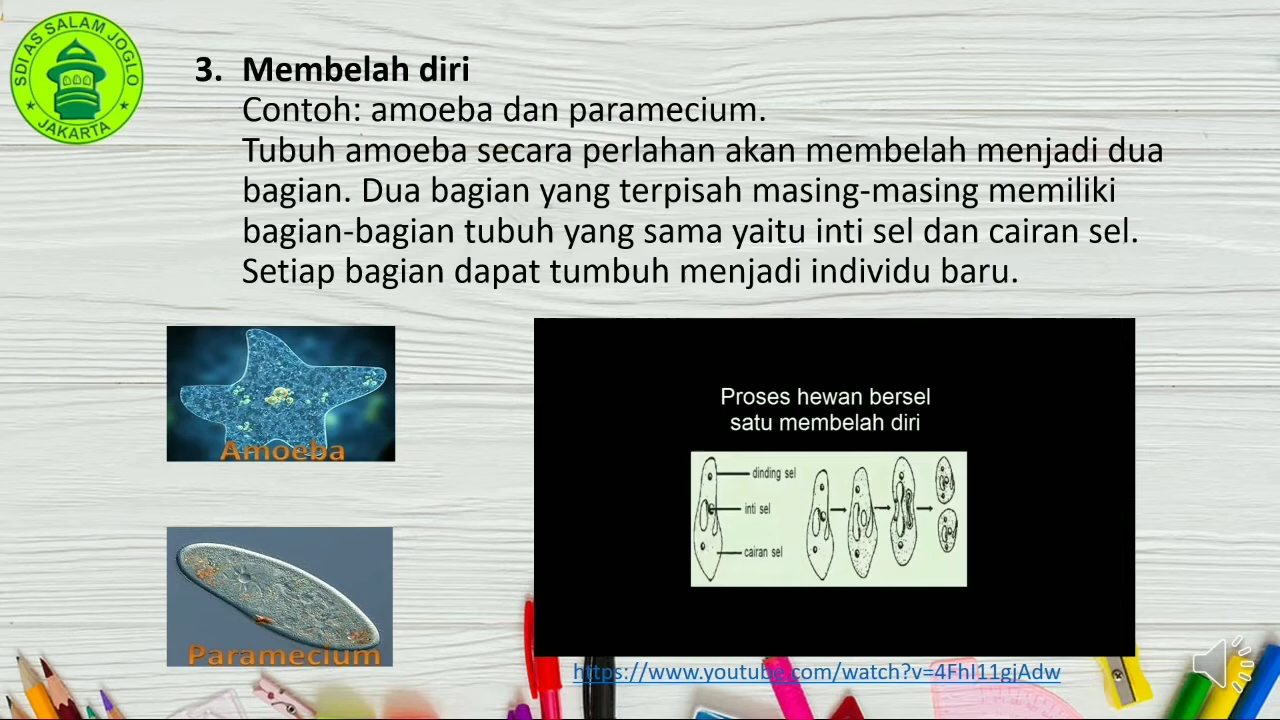 SDI AS SALAM JOGLO
JAKARTA
3. Membelah diri
Contoh: amoeba dan paramecium.
Tubuh amoeba secara perlahan akan membelah menjadi dua
bagian. Dua bagian yang terpisah masing-masing memiliki
bagian-bagian tubuh yang sama yaitu inti sel dan cairan sel.
Setiap bagian dapat tumbuh menjadi individu baru.
Amoeba
Proses hewan bersel
satu membelah diri
dinding sel
inti sel
cairan sel
Paramecium
https://www.youtube.com/watch?v=4FhI11gjAdw